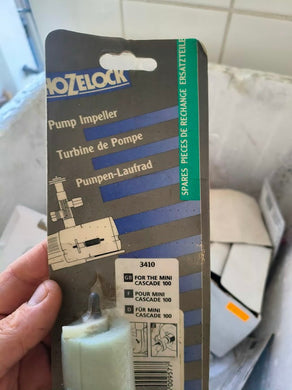 HOZELOCK
Pump Impeller
Turbine de Pompe
Pumpen-Laufrad
SPARES PIECES DE RECHANGE ERSATZTEILE
3410
GB FOR THE MINI
CASCADE 100
F POUR MINI
CASCADE 100
D FÜR MINI
CASCADE 100